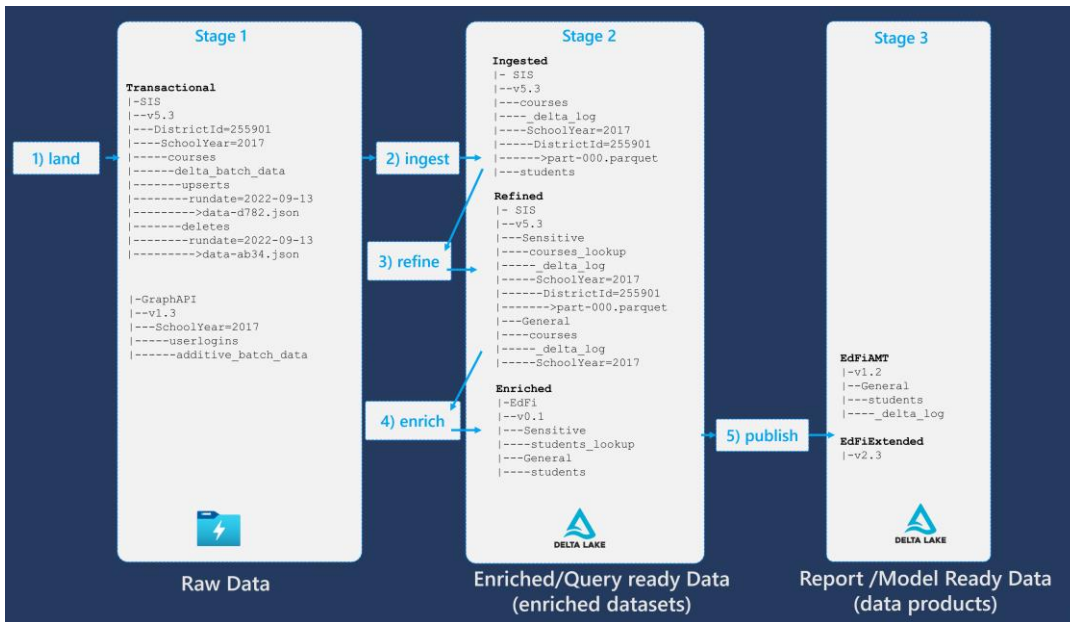 Stage 1
Transactional
|-SIS
|--v5.3
|---DistrictId=255901
|----SchoolYear=2017
|-----courses
|------delta_batch_data
|-------upserts
|--------rundate=2022-09-13
|--------->data-d782.json
|-------deletes
|--------rundate=2022-09-13
|--------->data-ab34.json
|-GraphAPI
|--v1.3
|---SchoolYear=2017
|-----userlogins
|------additive_batch_data
Raw Data
1) land
2) ingest
3) refine
4) enrich
Stage 2
Ingested
|- SIS
|--v5.3
|---courses
|----_delta_log
|----SchoolYear=2017
|-----DistrictId=255901
|------>part-000.parquet
|---students
Refined
|- SIS
|--v5.3
|---Sensitive
|----courses_lookup
|-----_delta_log
|-----SchoolYear=2017
|------DistrictId=255901
|------->part-000.parquet
|---General
|----courses
|-----_delta_log
|-----SchoolYear=2017
Enriched
|-EdFi
|--v0.1
|---Sensitive
|----students_lookup
|---General
|----students
DELTA LAKE
Enriched/Query ready Data
(enriched datasets)
5) publish
Stage 3
EdFiAMT
|-v1.2
|--General
|---students
|----_delta_log
EdFiExtended
|-v2.3
DELTA LAKE
Report /Model Ready Data
(data products)